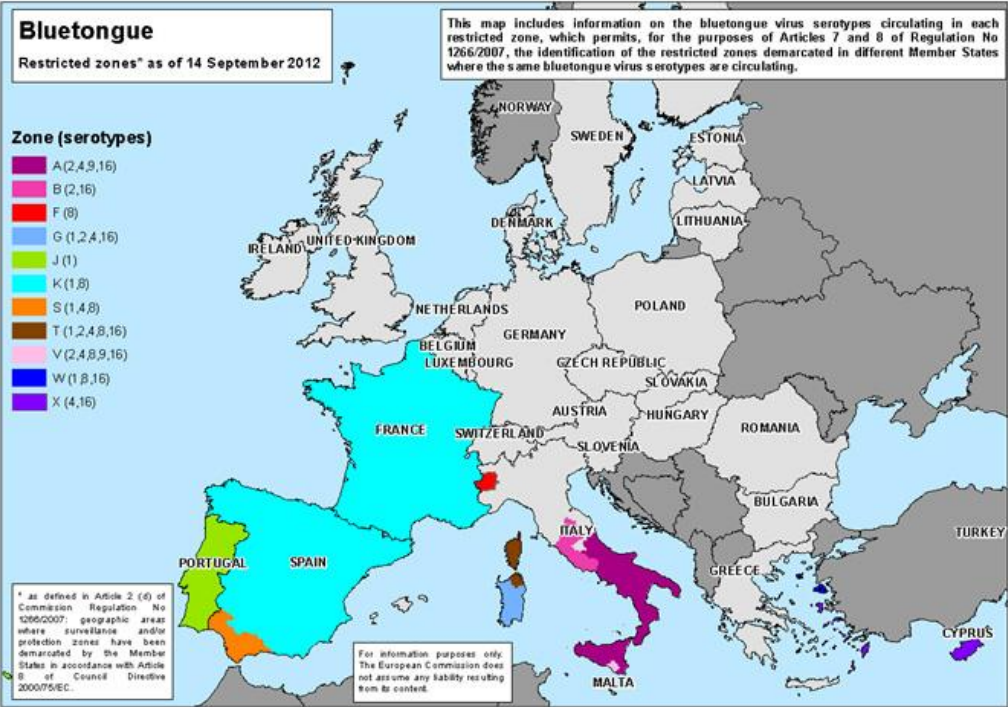 Bluetongue
Restricted zones* as of 14 September 2012
This map includes information on the bluetongue virus serotypes circulating in each
restricted zone, which permits, for the purposes of Articles 7 and 8 of Regulation No
1266/2007, the identification of the restricted zones demarcated in different Member States
where the same bluetongue virus serotypes are circulating.
Zone (serotypes)
A (2,4,9,16)
B (2,16)
F (8)
G (1,2,4,16)
J (1)
K (1,8)
S (1,4,8)
T (1,2,4,8,16)
V (2,4,8,9,16)
W (1,8,16)
X (4,16)
NORWAY
SWEDEN
ESTONIA
LATVIA
LITHUANIA
DENMARK
IRELAND
UNITED KINGDOM
NETHERLANDS
POLAND
GERMANY
BELGIUM
LUXEMBOURG
CZECH REPUBLIC
SLOVAKIA
AUSTRIA
HUNGARY
FRANCE
SWITZERLAND
ROMANIA
SLOVENIA
BULGARIA
ITALY
TURKEY
PORTUGAL
SPAIN
GREECE
CYPRUS
MALTA
* as defined in Article 2 (d) of
Commission Regulation No
1266/2007: geographic areas
where surveillance and/or
protection zones have been
demarcated by the Member
States in accordance with Article
8 of Council Directive
2000/75/EC.
For information purposes only.
The European Commission does
not assume any liability resulting
from its content.